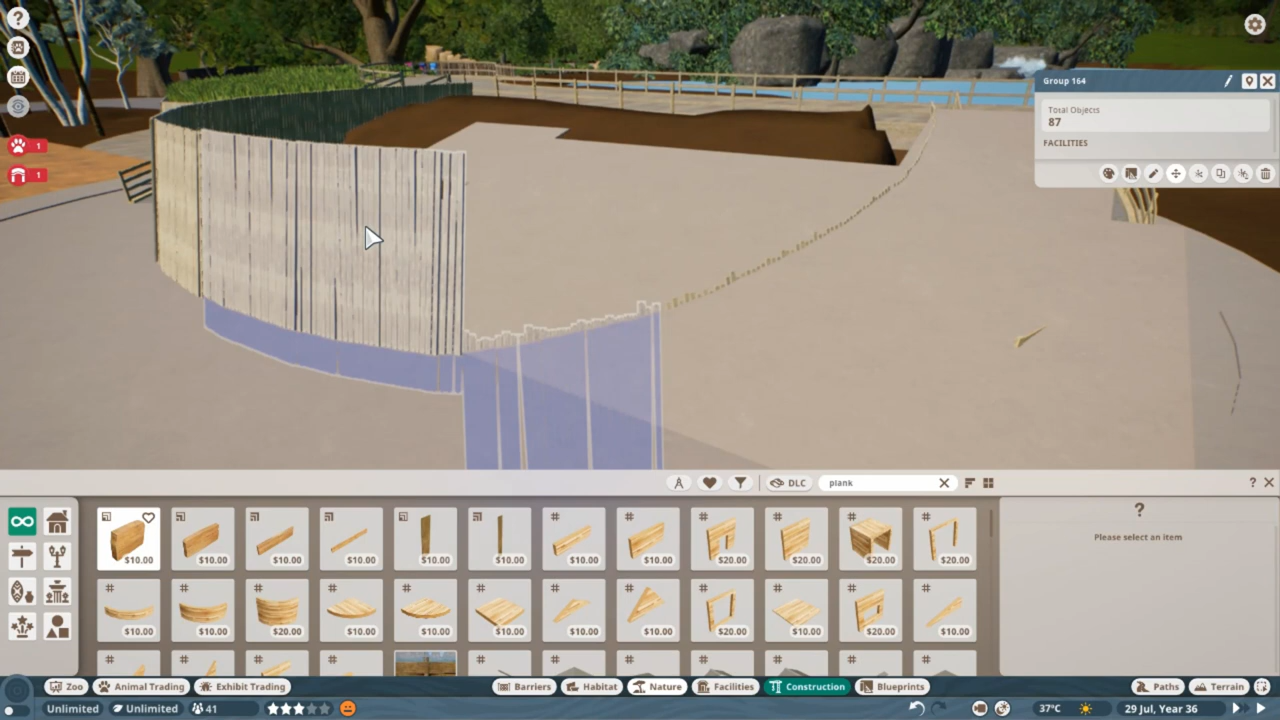 ?
1
1
Group 164
Total Objects
87
FACILITIES
DLC
plank
?
$10.00 $10.00 $10.00 $10.00 $10.00 $10.00 $10.00 $10.00 $20.00 $20.00 $20.00 $20.00
$10.00 $10.00 $20.00 $10.00 $10.00 $10.00 $10.00 $10.00 $20.00 $10.00 $20.00 $10.00
?
Please select an item
Zoo Animal Trading Exhibit Trading Barriers Habitat Nature Facilities Construction Blueprints Paths Terrain
Unlimited Unlimited 41 37°C 29 Jul, Year 36